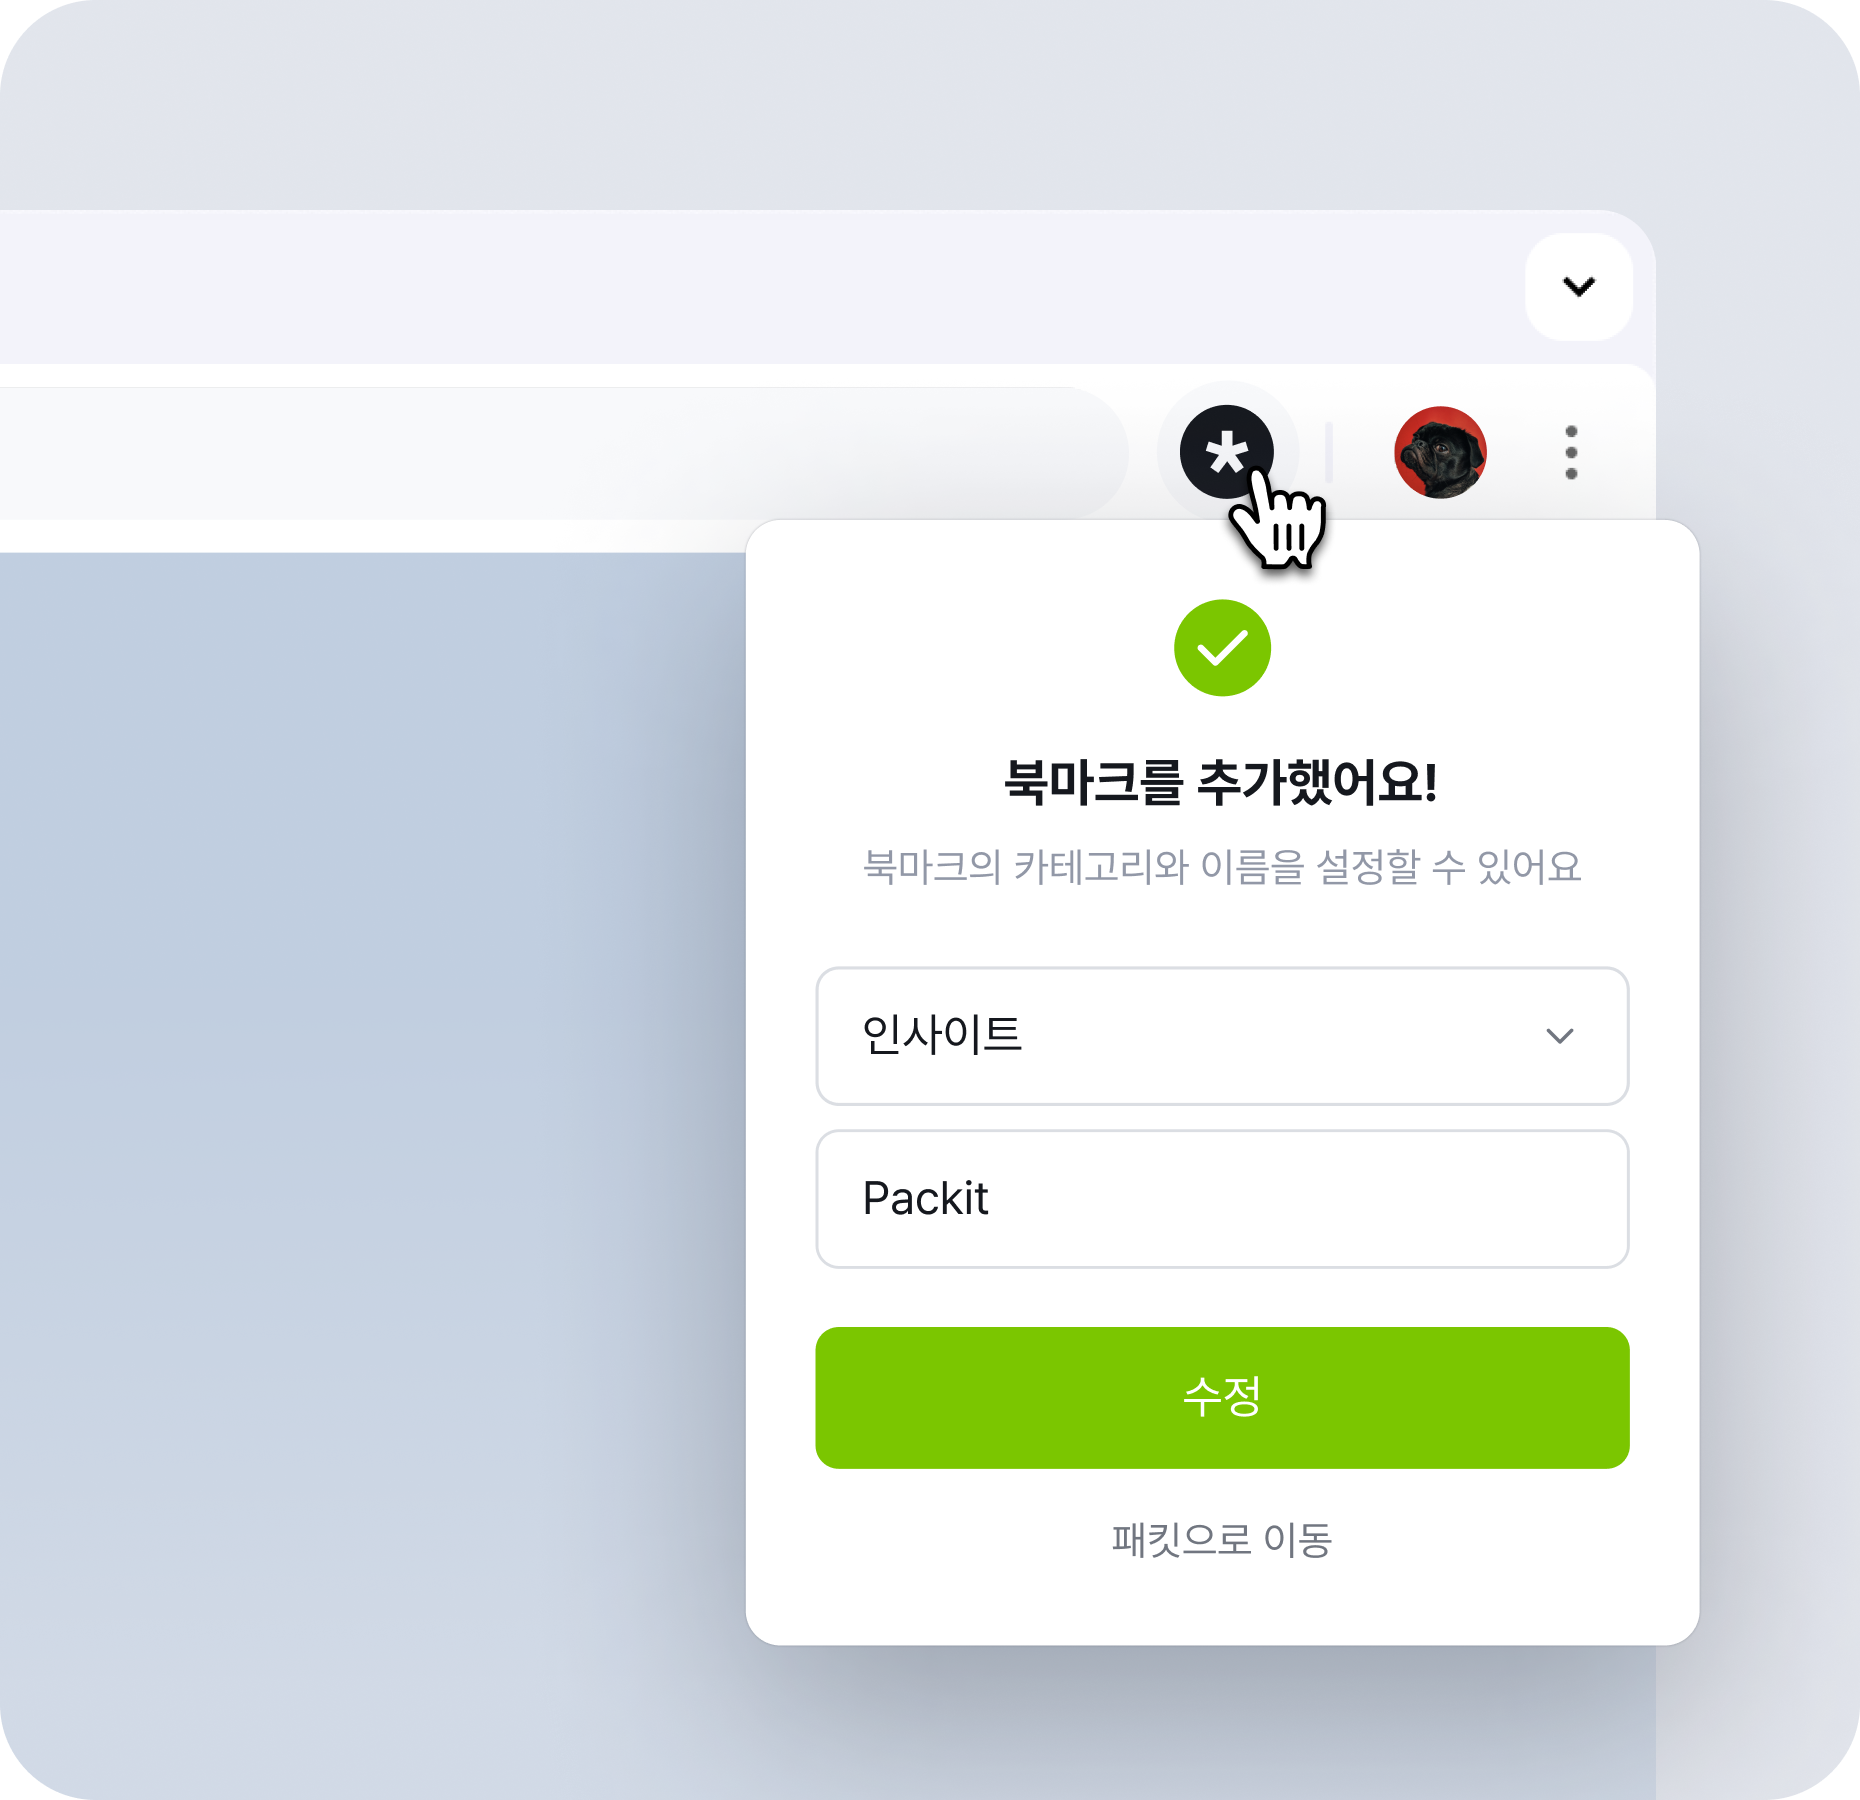 북마크를 추가했어요!
북마크의 카테고리와 이름을 설정할 수 있어요
인사이트
Packit
수정
패킷으로 이동